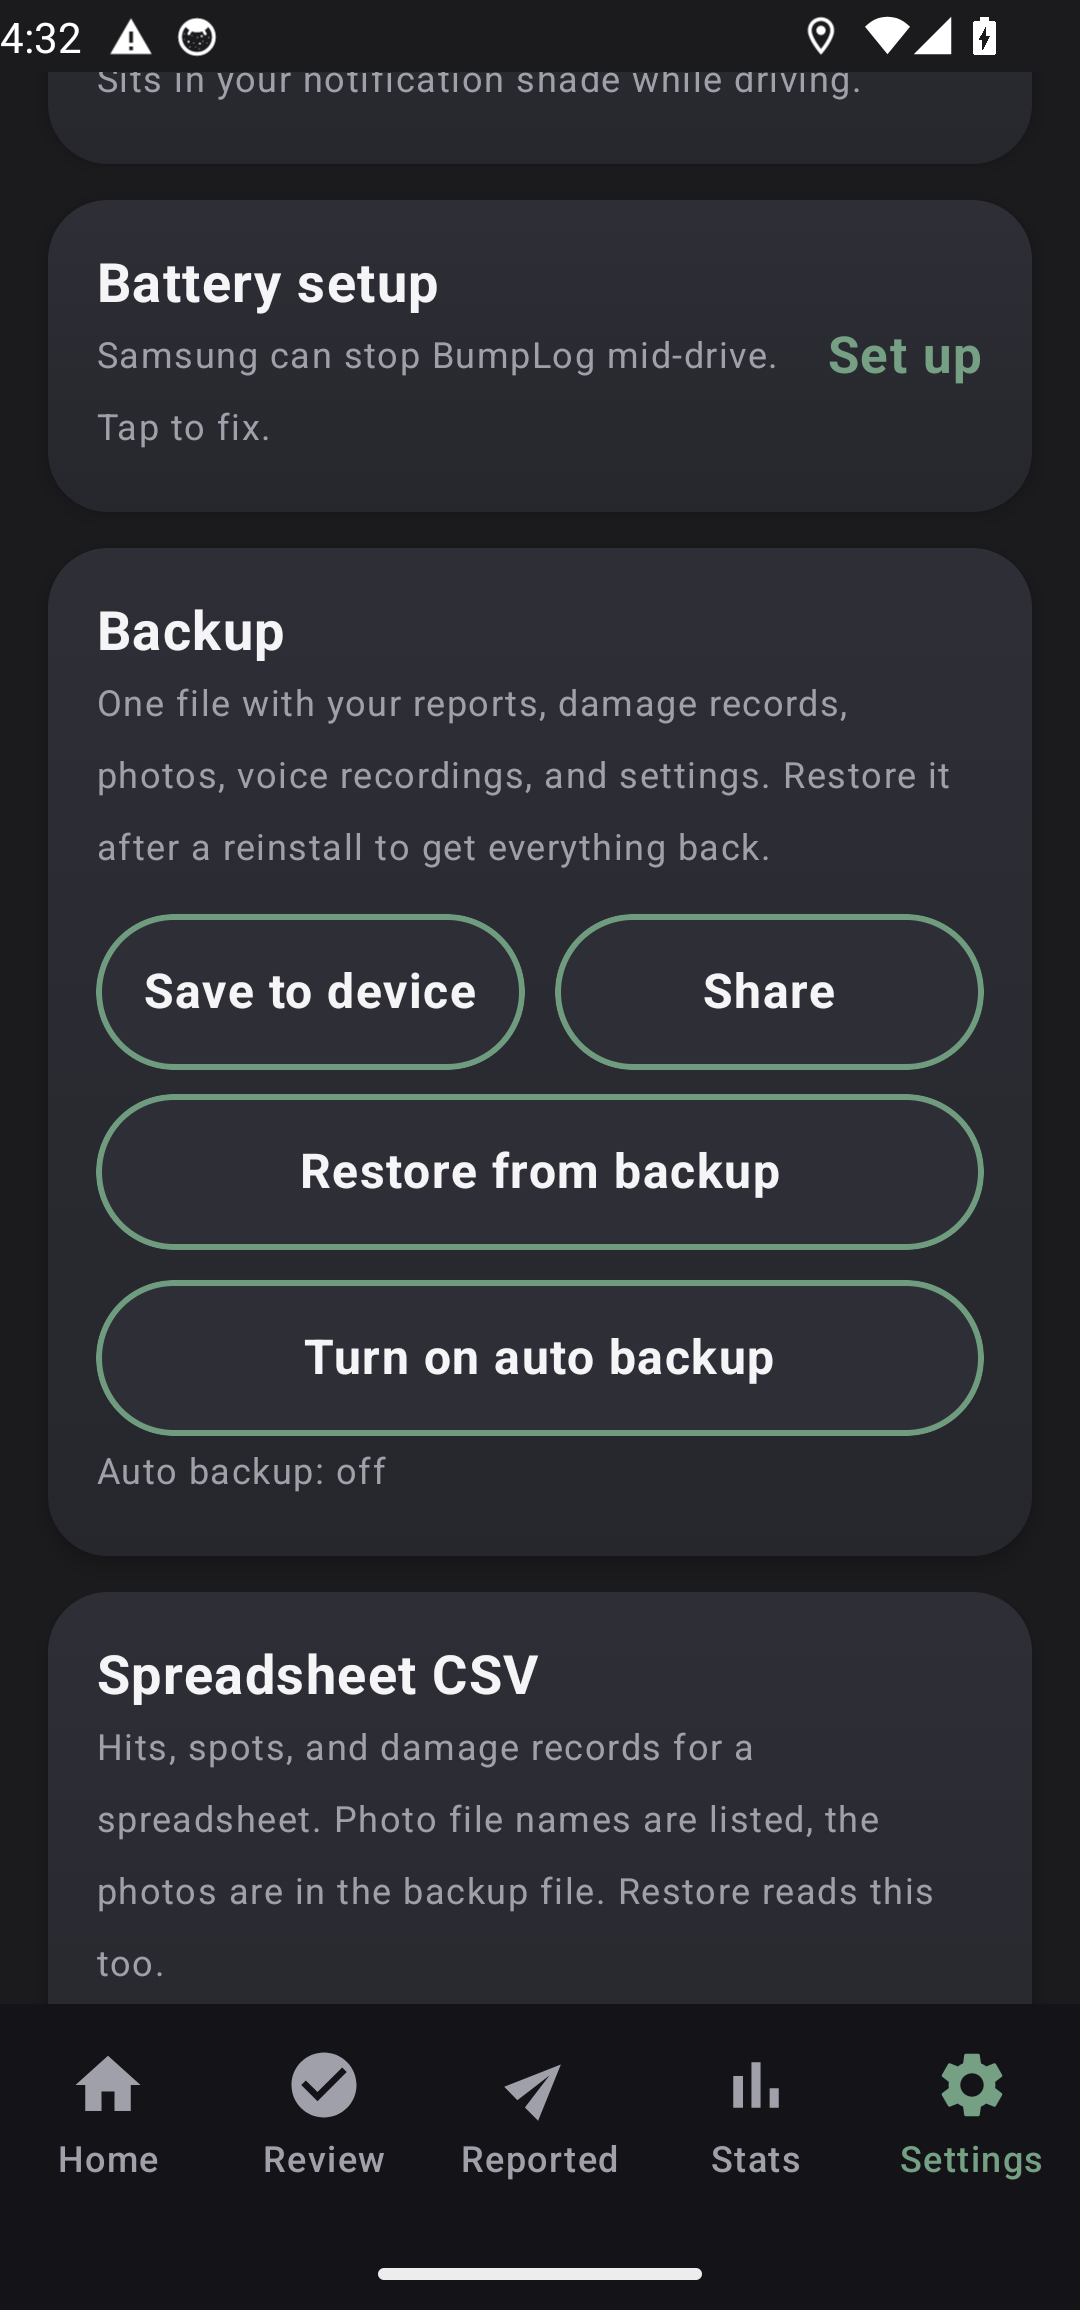 4:32
Sits in your notification shade while driving.
Battery setup
Samsung can stop BumpLog mid-drive.
Tap to fix.
Set up
Backup
One file with your reports, damage records,
photos, voice recordings, and settings. Restore it
after a reinstall to get everything back.
Save to device
Share
Restore from backup
Turn on auto backup
Auto backup: off
Spreadsheet CSV
Hits, spots, and damage records for a
spreadsheet. Photo file names are listed, the
photos are in the backup file. Restore reads this
too.
Home
Review
Reported
Stats
Settings